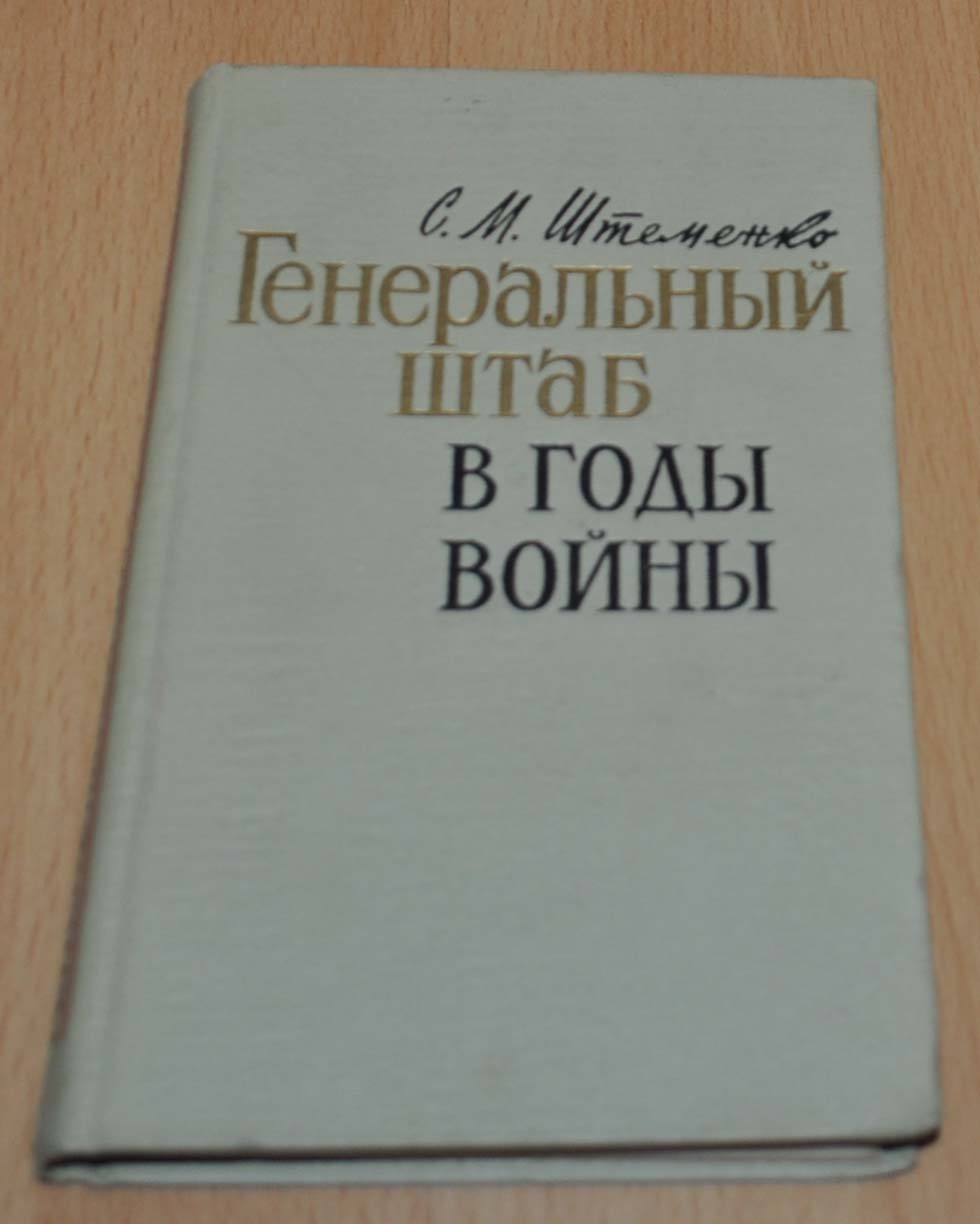 С. М. Штеменко
Генеральный
штаб
в годы
войны